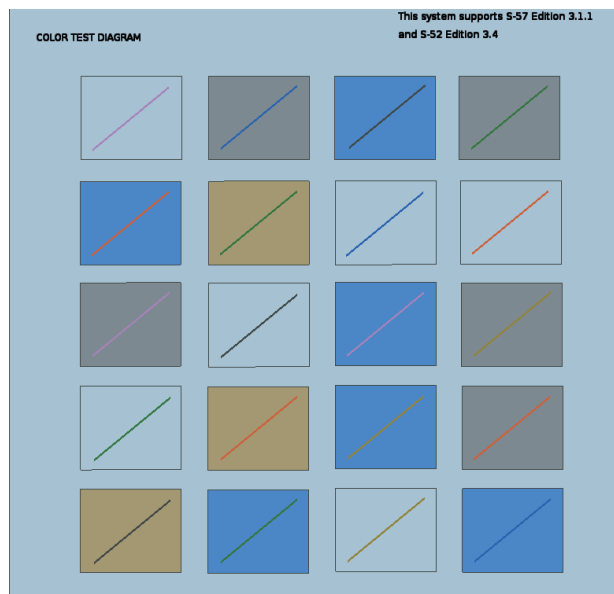 This system supports S-57 Edition 3.1.1
COLOR TEST DIAGRAM
and S-52 Edition 3.4